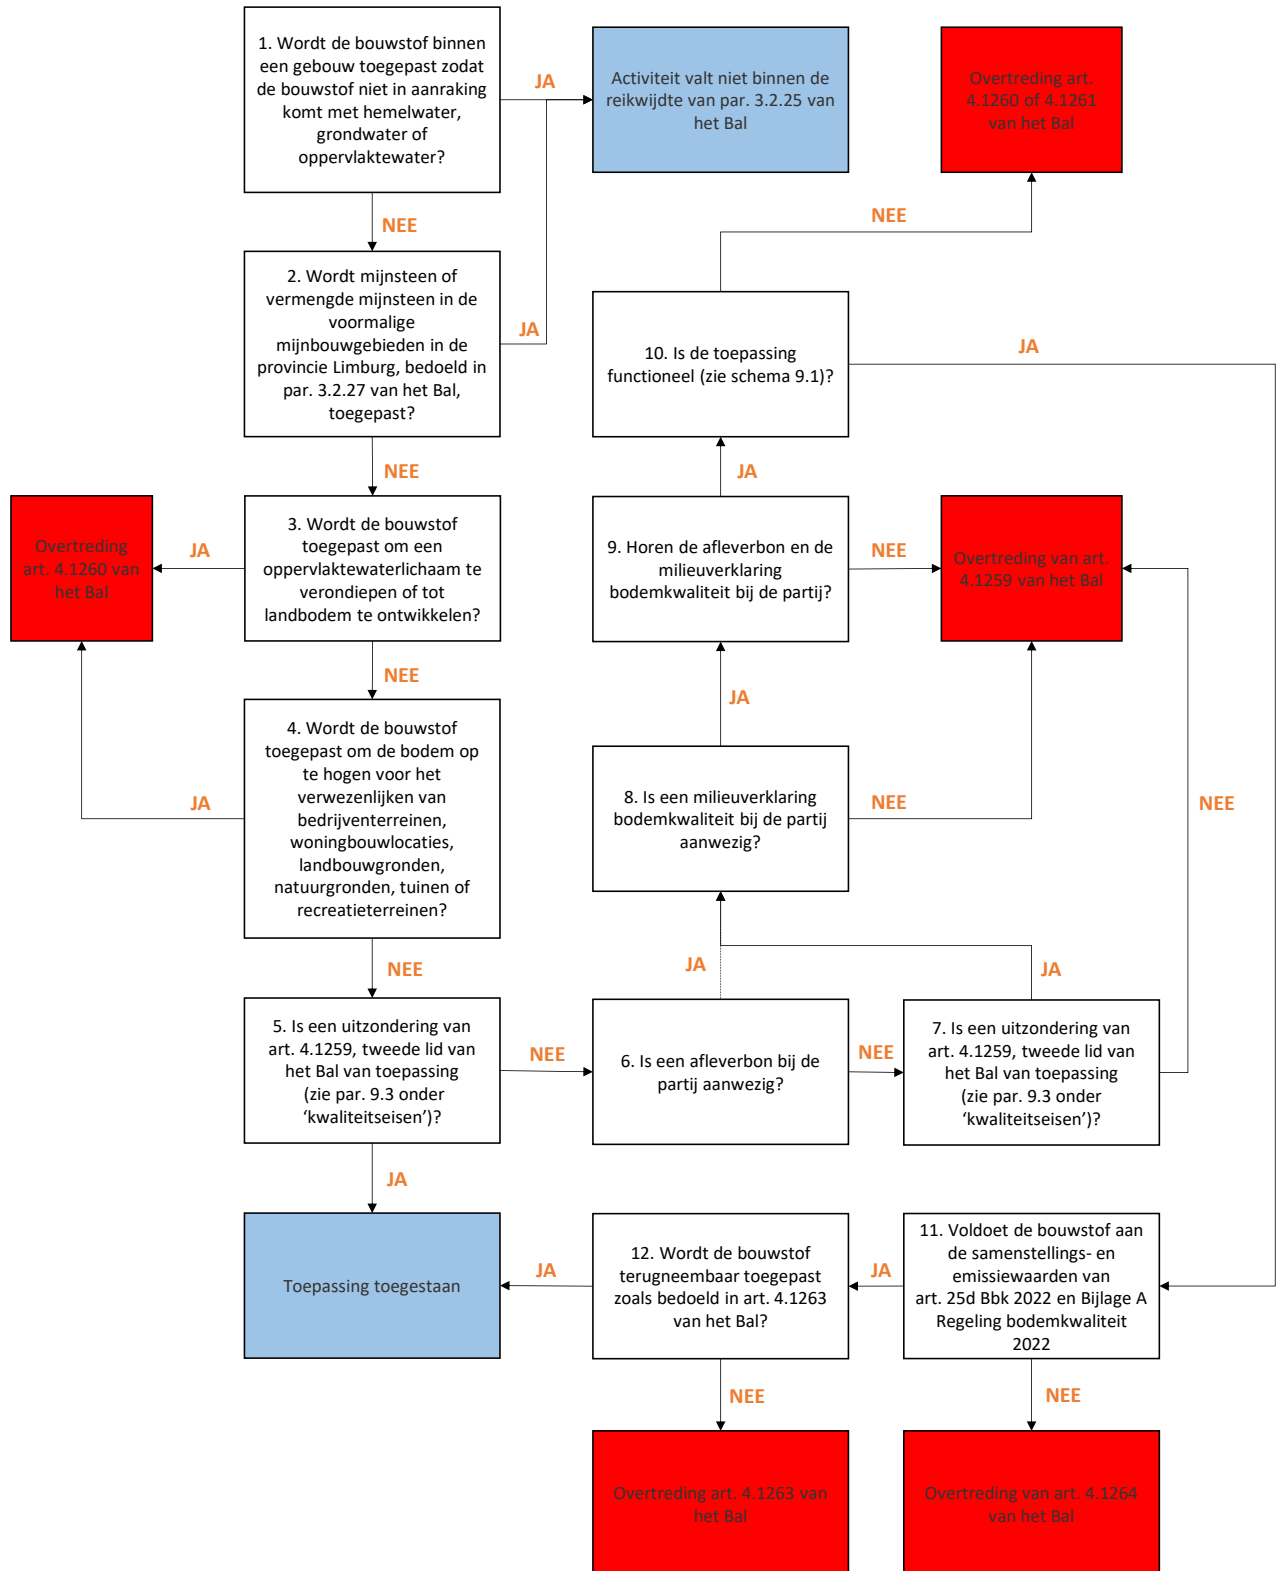 1. Wordt de bouwstof binnen
een gebouw toegepast zodat
de bouwstof niet in aanraking
komt met hemelwater,
grondwater of
oppervlaktewater?
JA
Activiteit valt niet binnen de
reikwijdte van par. 3.2.25 van
het Bal
Overtreding art.
4.1260 of 4.1261
van het Bal
NEE
NEE
2. Wordt mijnsteen of
vermengde mijnsteen in de
voormalige
mijnbouwgebieden in de
provincie Limburg, bedoeld in
par. 3.2.27 van het Bal,
toegepast?
JA
10. Is de toepassing
functioneel (zie schema 9.1)?
JA
NEE
JA
Overtreding
art. 4.1260 van
het Bal
JA
3. Wordt de bouwstof
toegepast om een
oppervlaktewaterlichaam te
verondiepen of tot
landbodem te ontwikkelen?
9. Horen de afleverbon en de
milieuverklaring
bodemkwaliteit bij de partij?
NEE
Overtreding van art.
4.1259 van het Bal
NEE
JA
4. Wordt de bouwstof
toegepast om de bodem op
te hogen voor het
verwezenlijken van
bedrijventerreinen,
woningbouwlocaties,
landbouwgronden,
natuurgronden, tuinen of
recreatieterreinen?
JA
8. Is een milieuverklaring
bodemkwaliteit bij de partij
aanwezig?
NEE
NEE
NEE
JA
JA
5. Is een uitzondering van
art. 4.1259, tweede lid van
het Bal van toepassing
(zie par. 9.3 onder
‘kwaliteitseisen’)?
NEE
6. Is een afleverbon bij de
partij aanwezig?
NEE
7. Is een uitzondering van
art. 4.1259, tweede lid van
het Bal van toepassing
(zie par. 9.3 onder
‘kwaliteitseisen’)?
JA
Toepassing toegestaan
JA
12. Wordt de bouwstof
terugneembaar toegepast
zoals bedoeld in art. 4.1263
van het Bal?
JA
11. Voldoet de bouwstof aan
de samenstellings- en
emissiewaarden van
art. 25d Bbk 2022 en Bijlage A
Regeling bodemkwaliteit
2022
NEE
NEE
Overtreding art. 4.1263 van
het Bal
Overtreding van art. 4.1264
van het Bal